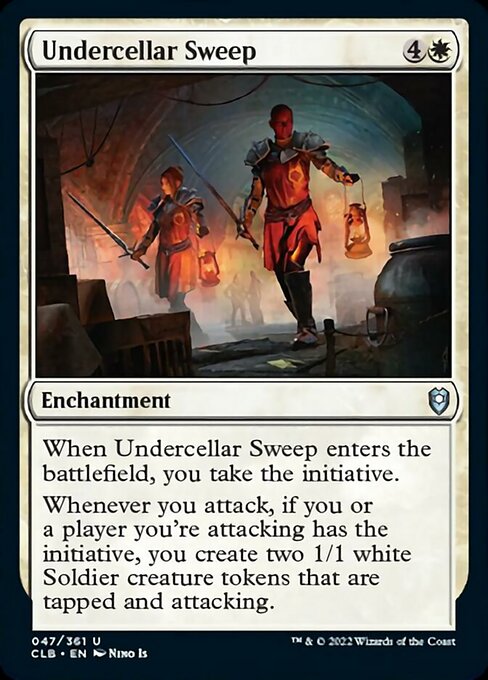 Undercellar Sweep 4
Enchantment
When Undercellar Sweep enters the
battlefield, you take the initiative.
Whenever you attack, if you or
a player you're attacking has the
initiative, you create two 1/1 white
Soldier creature tokens that are
tapped and attacking.
047/361 U
CLB • EN Nino Is
™ & © 2022 Wizards of the Coast